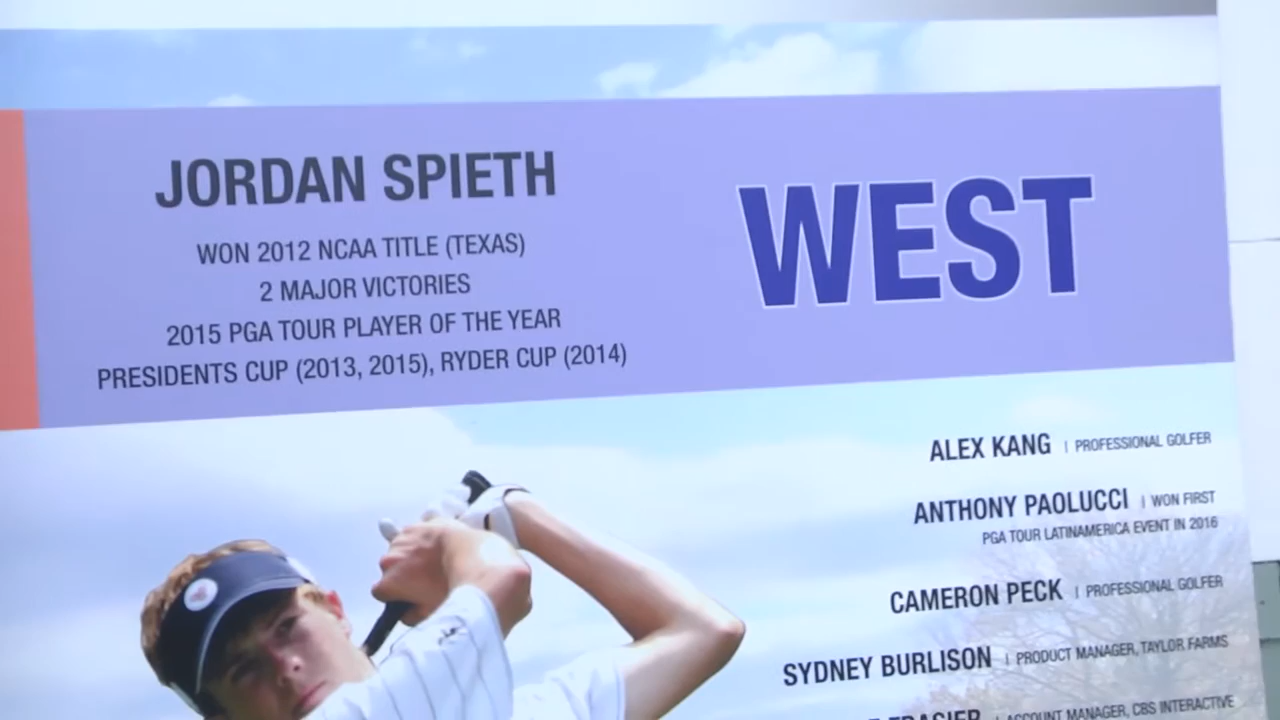 JORDAN SPIETH
WON 2012 NCAA TITLE (TEXAS)
2 MAJOR VICTORIES
2015 PGA TOUR PLAYER OF THE YEAR
PRESIDENTS CUP (2013, 2015), RYDER CUP (2014)
WEST
ALEX KANG | PROFESSIONAL GOLFER
ANTHONY PAOLUCCI | WON FIRST
PGA TOUR LATINAMERICA EVENT IN 2016
CAMERON PECK | PROFESSIONAL GOLFER
SYDNEY BURLISON | PRODUCT MANAGER, TAYLOR FARMS
FRASIER | ACCOUNT MANAGER, CBS INTERACTIVE